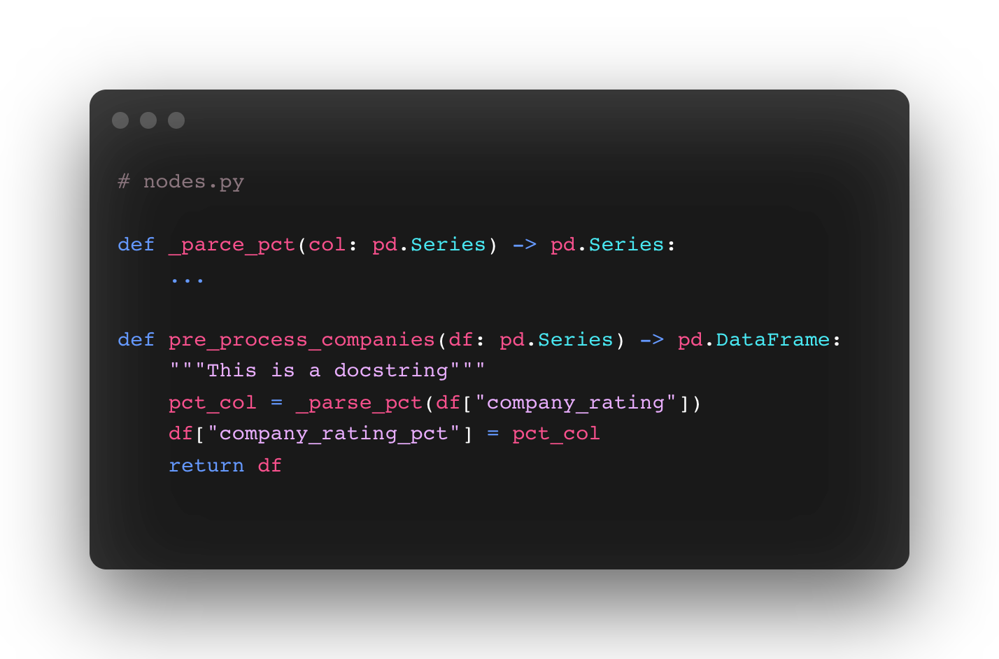 # nodes.py
def _parce_pct(col: pd.Series) -> pd.Series:
...
def pre_process_companies(df: pd.Series) -> pd.DataFrame:
"""This is a docstring"""
pct_col = _parse_pct(df["company_rating"])
df["company_rating_pct"] = pct_col
return df